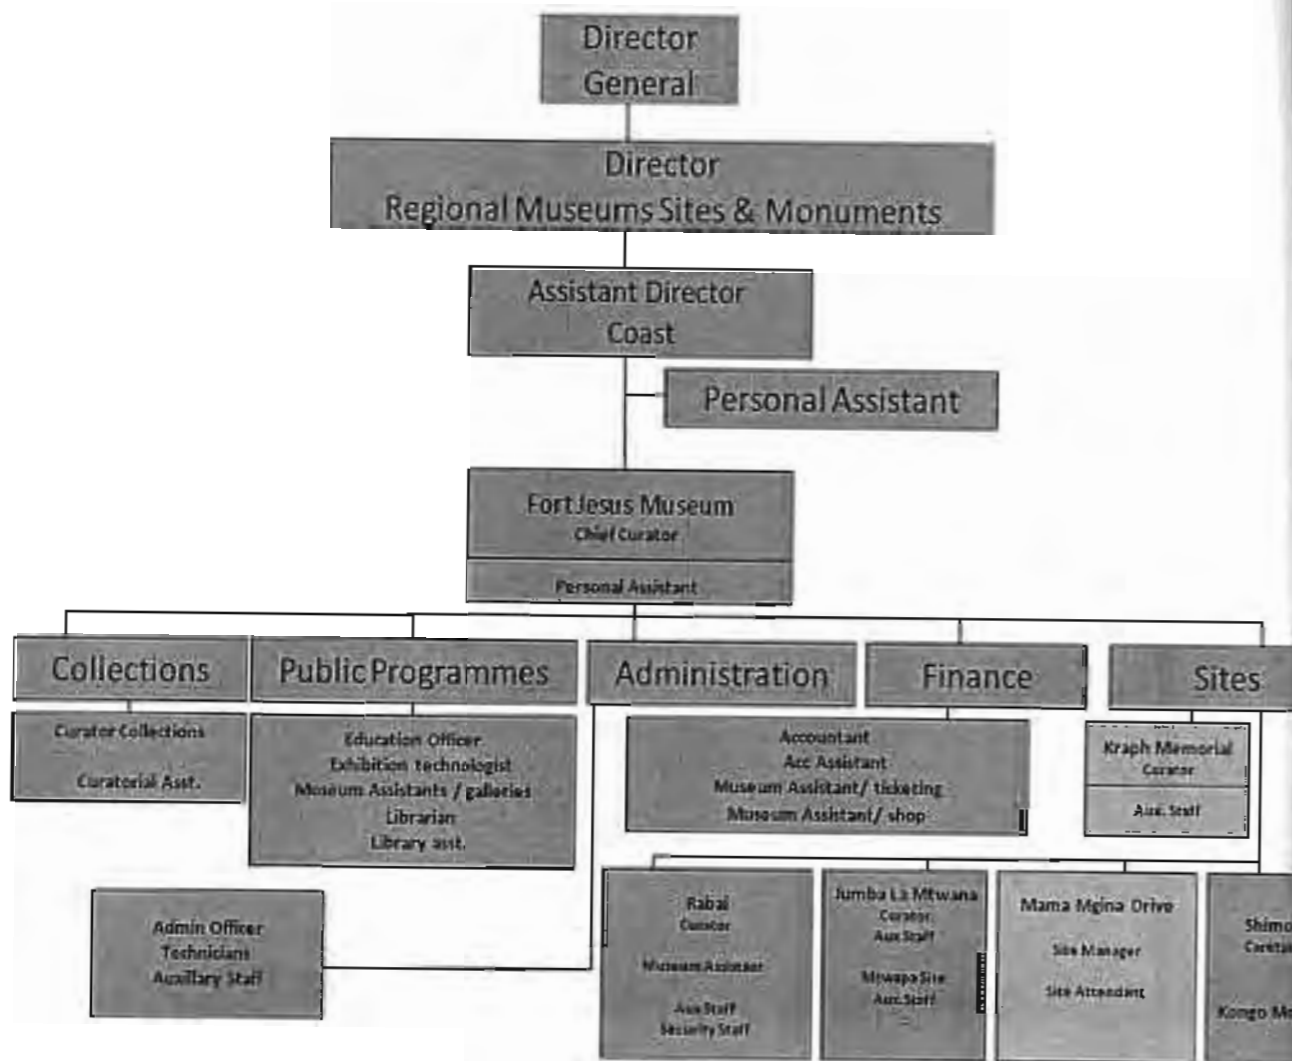 Director
General
Director
Regional Museums Sites & Monuments
Assistant Director
Coast
Personal Assistant
Fort Jesus Museum
Chief Curator
Personal Assistant
Collections
Public Programmes
Administration
Finance
Sites
Curator Collections
Curatorial Asst.
Education Officer
Exhibition technologist
Museum Assistants / galleries
Librarian
Library asst.
Accountant
Acc Assistant
Museum Assistant/ ticketing
Museum Assistant/ shop
Kraph Memorial
Curator
Aux. Staff
Admin Officer
Technicians
Auxillary Staff
Rabai
Curator
Museum Assistant
Aux Staff
Security Staff
Jumba La Mtwana
Curator
Aux Staff
Mtwapa Site
Aux. Staff
Mama Mgina Drive
Site Manager
Site Attendant
Shimo
Kongo